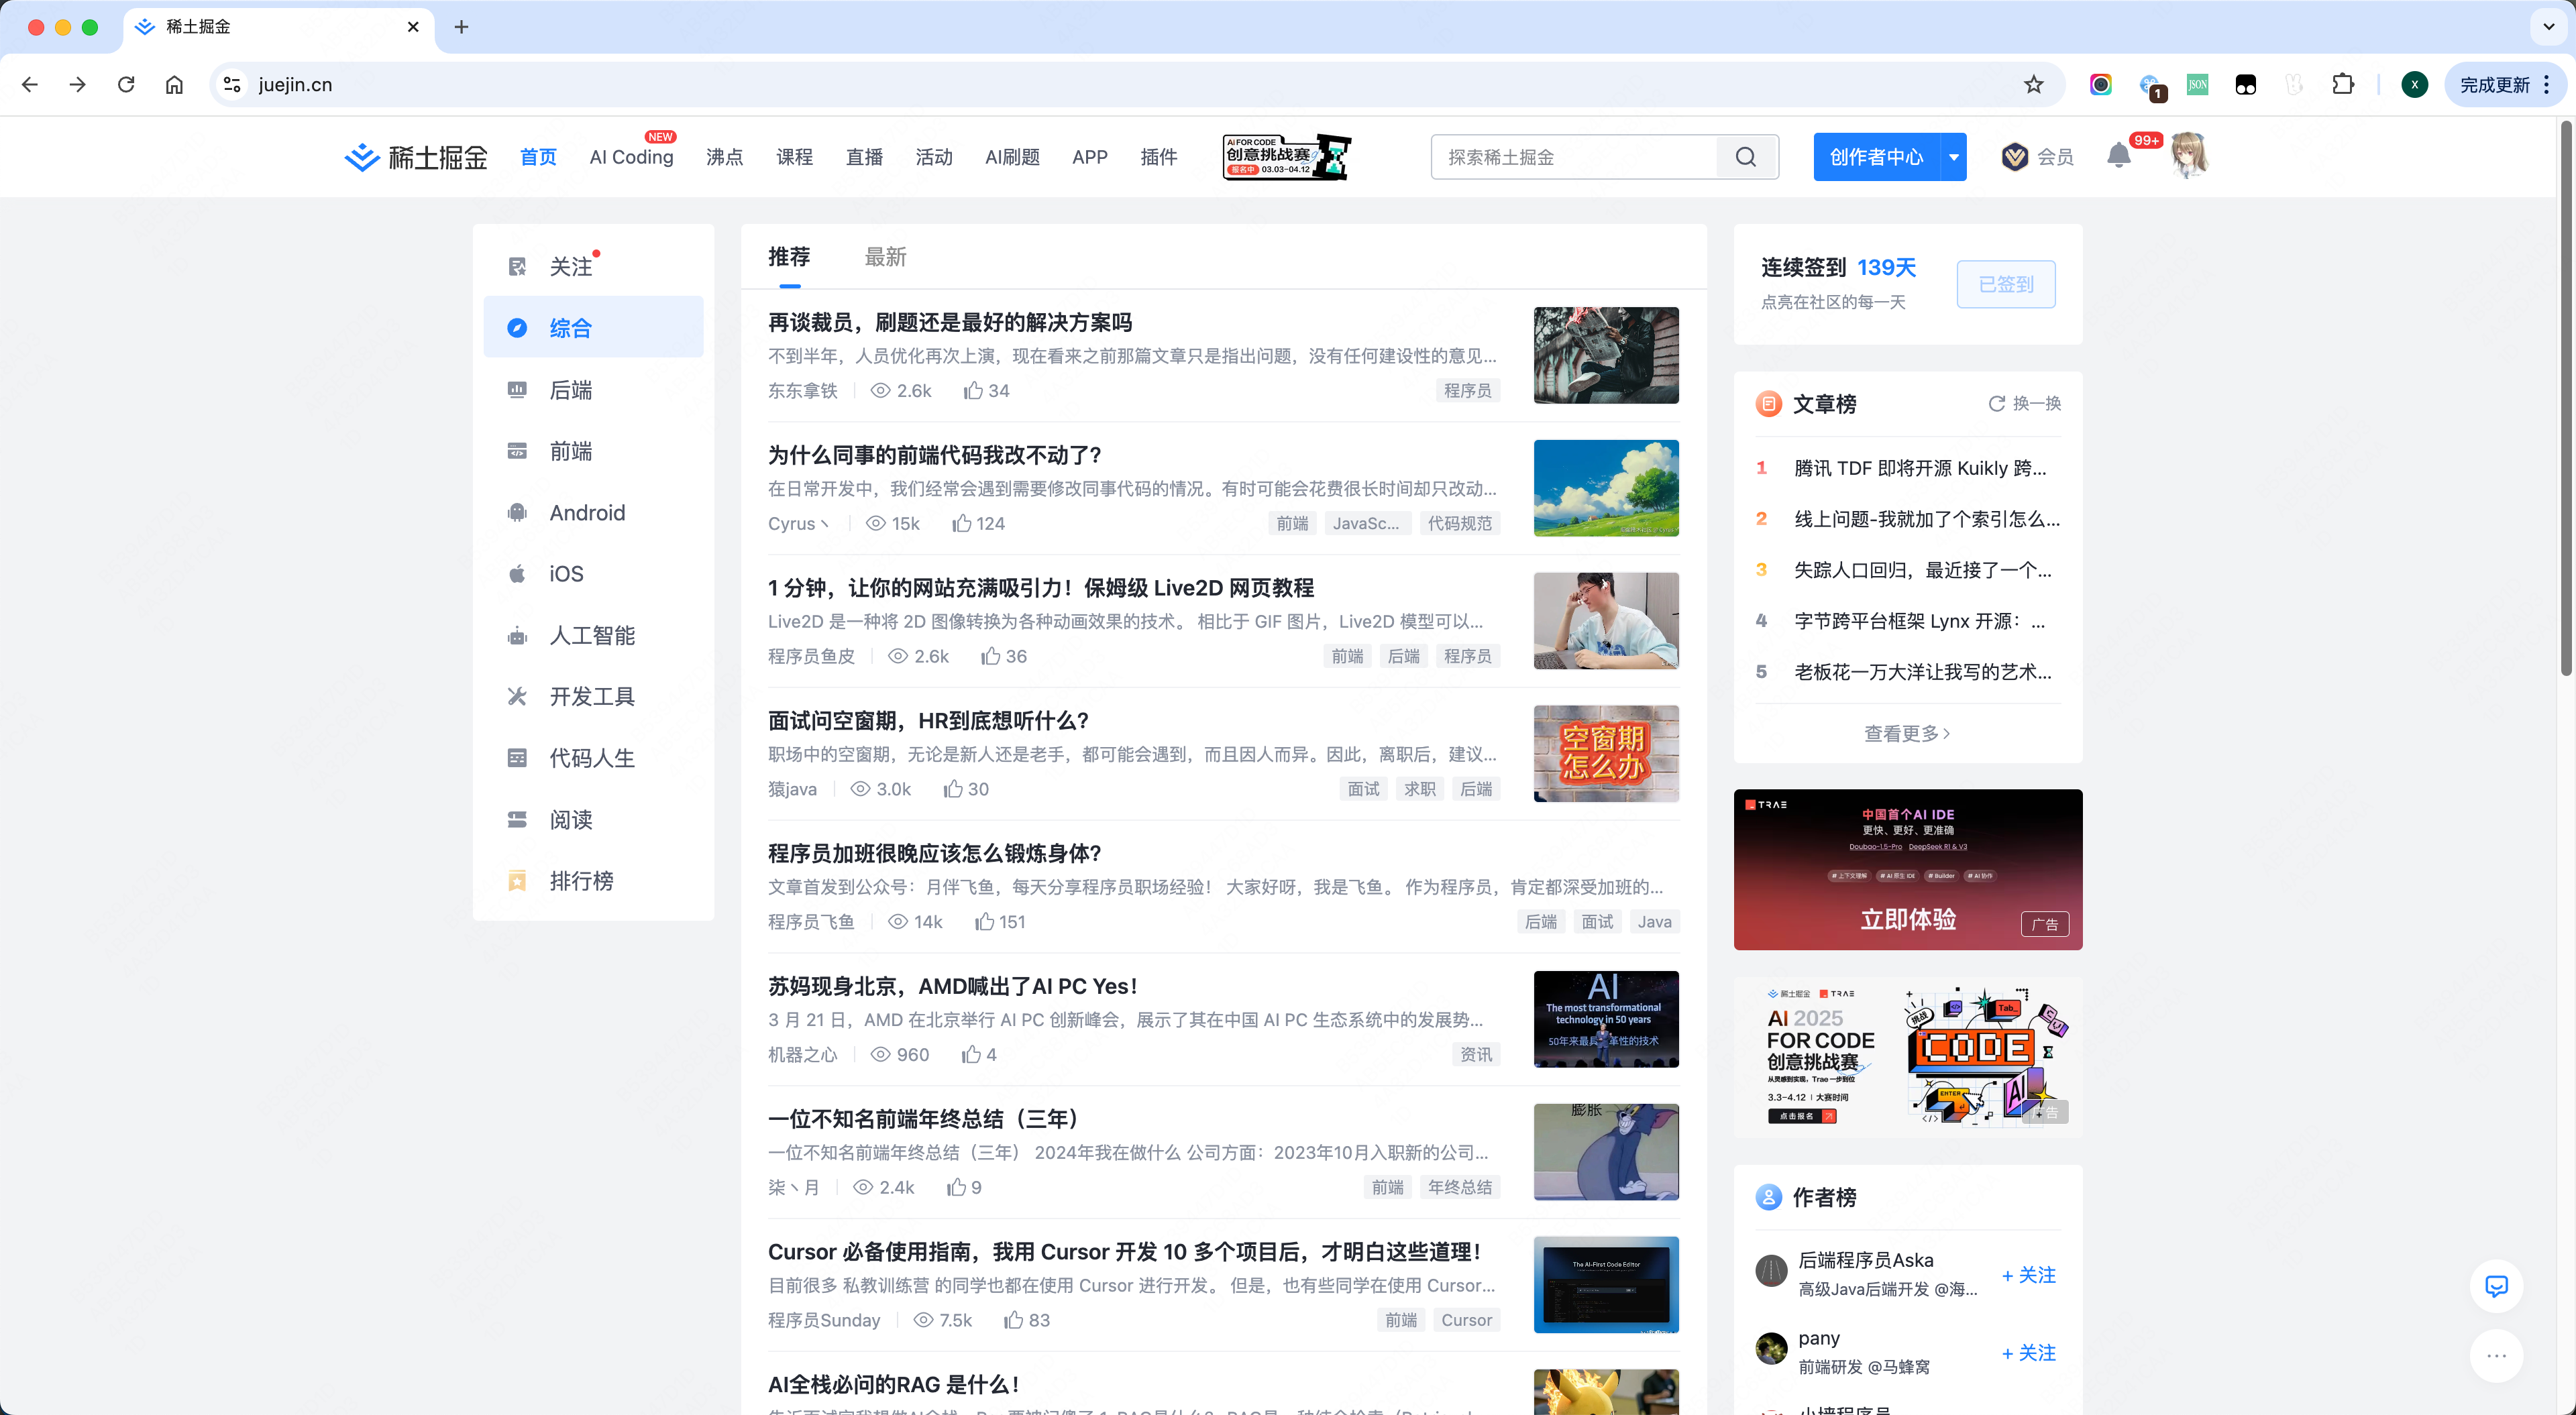 稀土掘金
juejin.cn
1
JSON
X
完成更新
稀土掘金
首页
AI Coding
NEW
沸点
课程
直播
活动
AI刷题
APP
插件
AI FOR CODE
创意挑战赛
报名中 03.03-04.12
探索稀土掘金
创作者中心
会员
99+
关注
综合
后端
前端
Android
iOS
人工智能
开发工具
代码人生
阅读
排行榜
推荐
最新
再谈裁员，刷题还是最好的解决方案吗
不到半年，人员优化再次上演，现在看来之前那篇文章只是指出问题，没有任何建设性的意见...
东东拿铁 2.6k 34
程序员
为什么同事的前端代码我改不动了？
在日常开发中，我们经常会遇到需要修改同事代码的情况。有时可能会花费很长时间却只改动...
Cyrus丶 15k 124
前端 JavaSc... 代码规范
1 分钟，让你的网站充满吸引力！保姆级 Live2D 网页教程
Live2D 是一种将 2D 图像转换为各种动画效果的技术。 相比于 GIF 图片，Live2D 模型可以...
程序员鱼皮 2.6k 36
前端 后端 程序员
面试问空窗期，HR到底想听什么？
职场中的空窗期，无论是新人还是老手，都可能会遇到，而且因人而异。因此，离职后，建议...
猿java 3.0k 30
面试 求职 后端
空窗期
怎么办
程序员加班很晚应该怎么锻炼身体？
文章首发到公众号：月伴飞鱼，每天分享程序员职场经验！ 大家好呀，我是飞鱼。 作为程序员，肯定都深受加班的...
程序员飞鱼 14k 151
后端 面试 Java
苏妈现身北京，AMD喊出了AI PC Yes！
3 月 21 日，AMD 在北京举行 AI PC 创新峰会，展示了其在中国 AI PC 生态系统中的发展势...
机器之心 960 4
资讯
AI
The most transformational
technology in 50 years
50年来最具 革性的技术
一位不知名前端年终总结（三年）
一位不知名前端年终总结（三年） 2024年我在做什么 公司方面：2023年10月入职新的公司...
柒丶月 2.4k 9
前端 年终总结
膨胀
Cursor 必备使用指南，我用 Cursor 开发 10 多个项目后，才明白这些道理！
目前很多 私教训练营 的同学也都在使用 Cursor 进行开发。 但是，也有些同学在使用 Cursor...
程序员Sunday 7.5k 83
前端 Cursor
The AI-First Code Editor
AI全栈必问的RAG 是什么！
连续签到 139天
点亮在社区的每一天
已签到
文章榜
换一换
1 腾讯 TDF 即将开源 Kuikly 跨...
2 线上问题-我就加了个索引怎么...
3 失踪人口回归，最近接了一个...
4 字节跨平台框架 Lynx 开源：...
5 老板花一万大洋让我写的艺术...
查看更多
TRAE
中国首个AI IDE
更快、更好、更准确
Doubao-1.5-Pro DeepSeek R1 & V3
# 上下文理解 # AI 原生 IDE # Builder # AI 协作
立即体验
广告
稀土掘金 TRAE
AI 2025
FOR CODE
创意挑战赛
从灵感到实现，Trae 一步到位
3.3-4.12 | 大赛时间
点击报名
挑战
Tab
CODE
ENTER
AI
</>
广告
作者榜
后端程序员Aska
高级Java后端开发 @海...
+ 关注
pany
前端研发 @马蜂窝
+ 关注